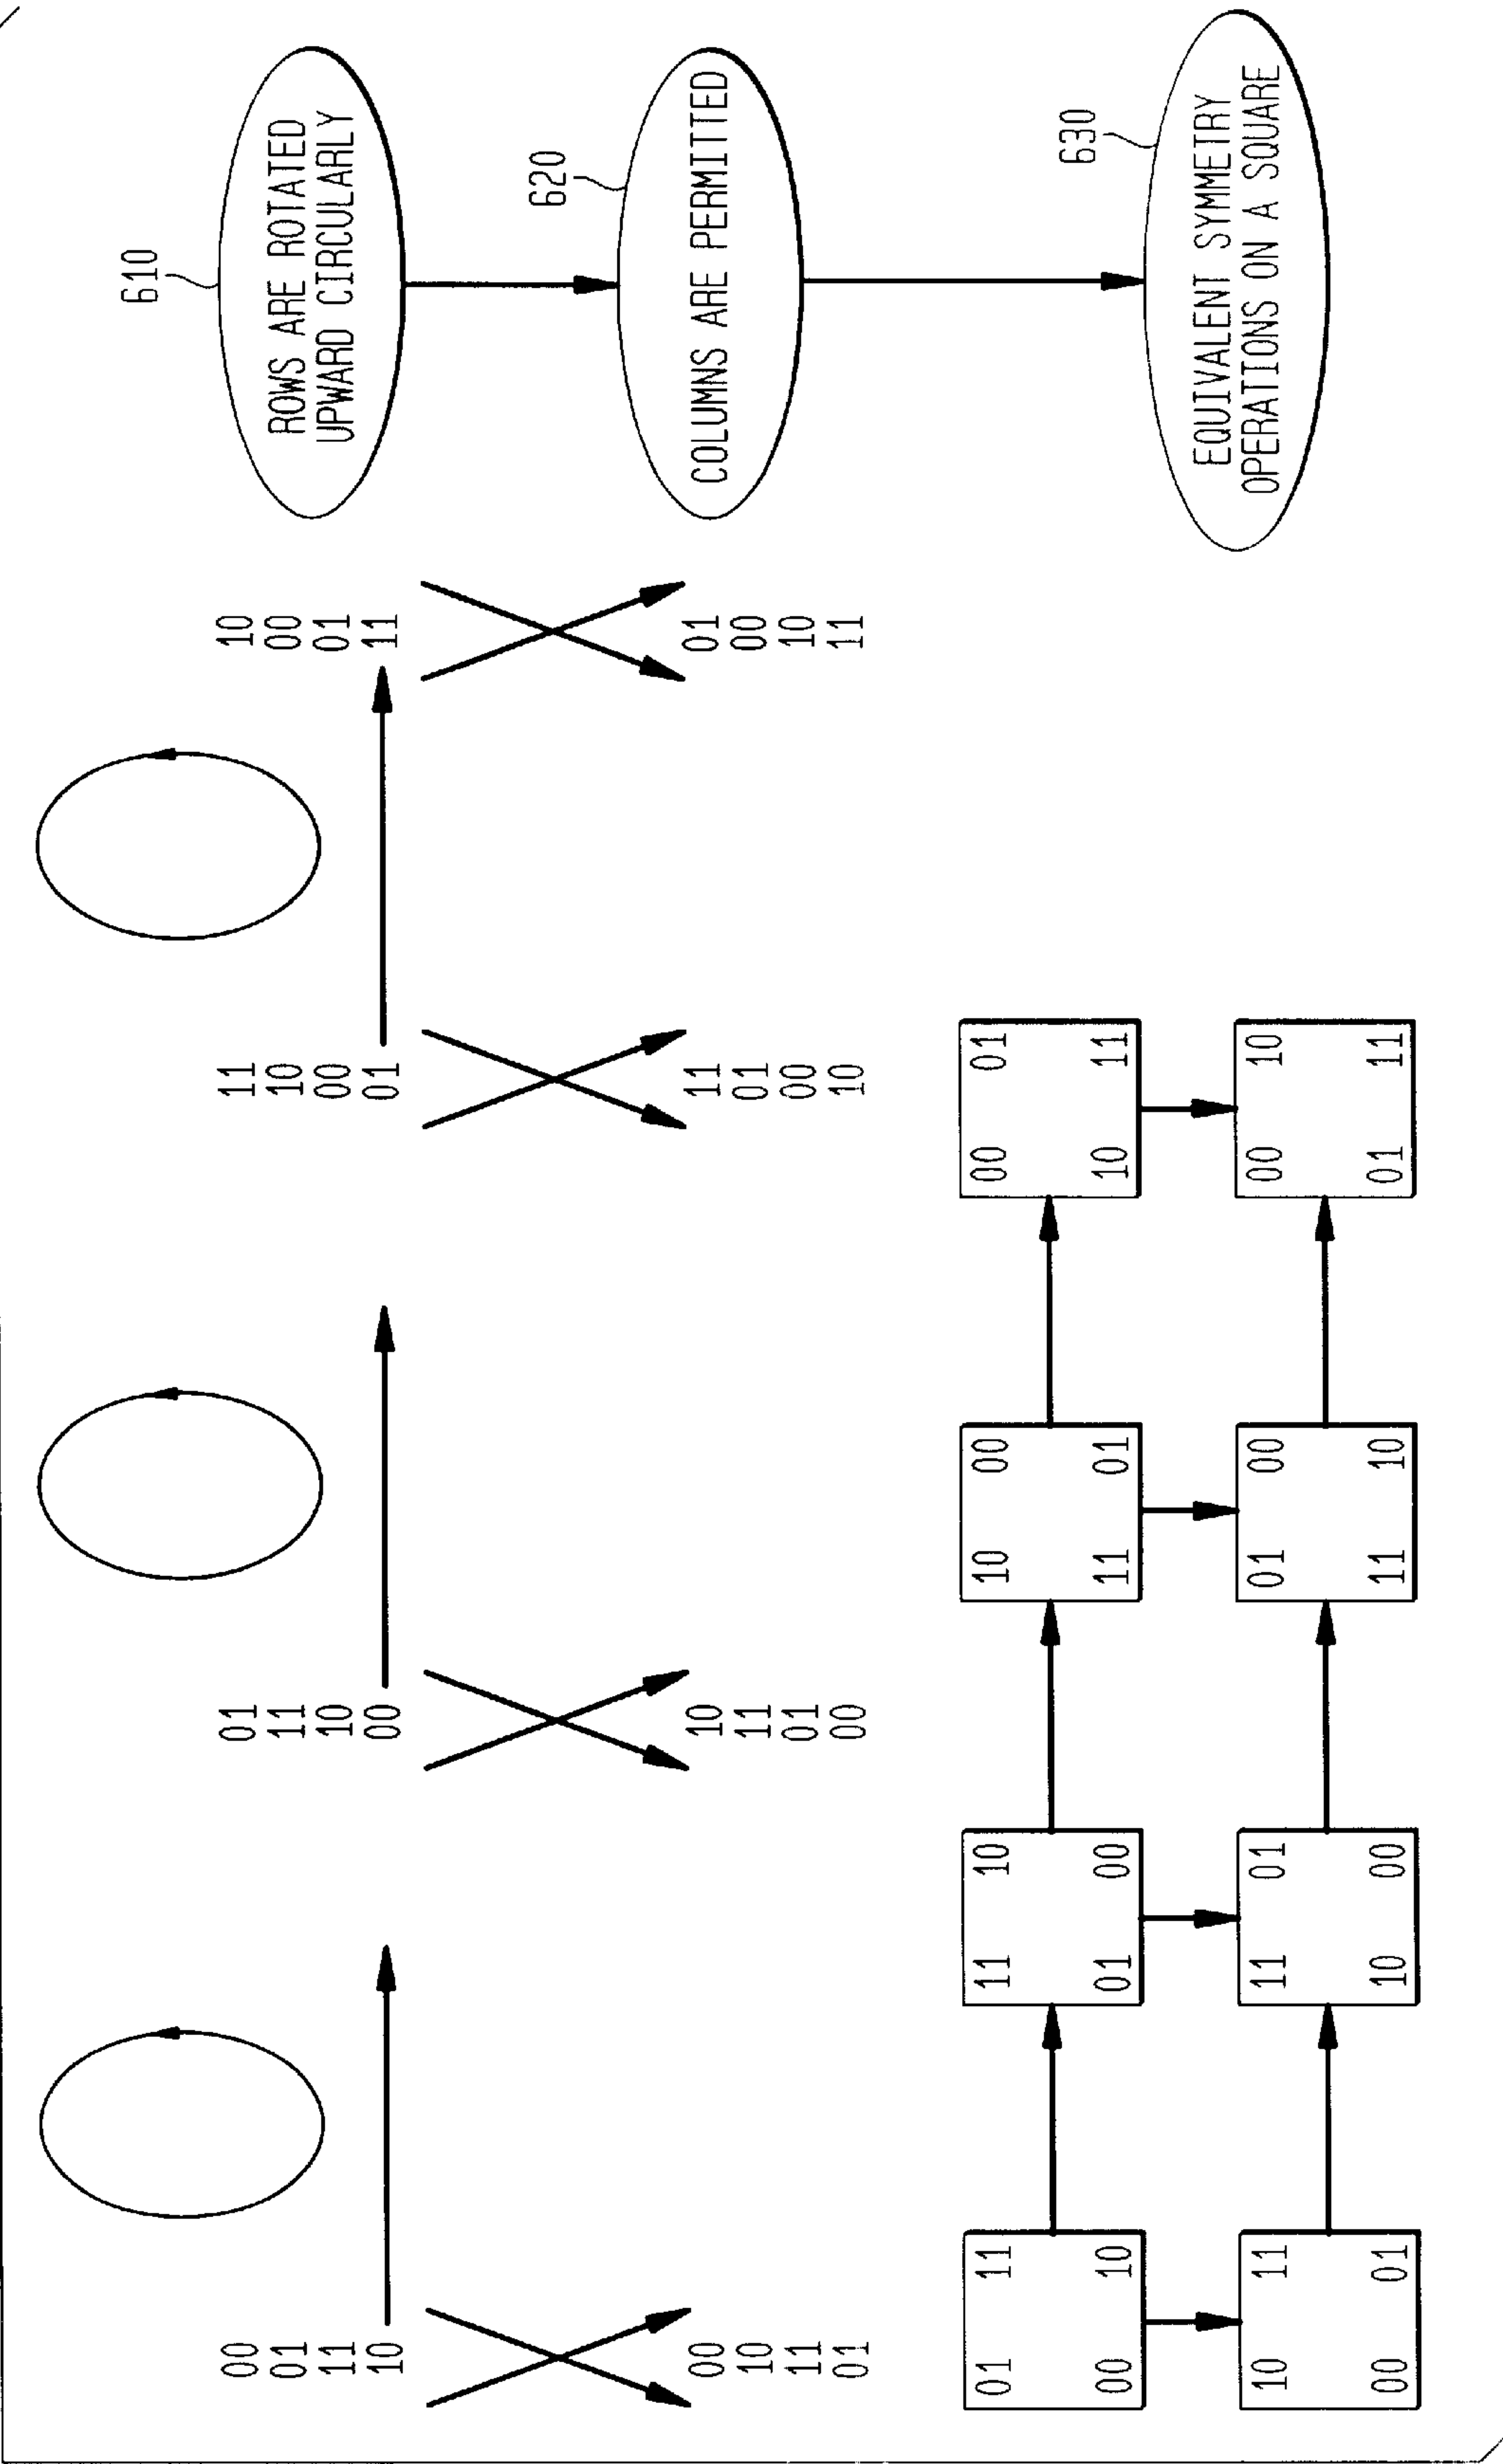 610
00 01 11 10
01 11 10 00
11 10 00 01
10 00 01 11
ROWS ARE ROTATED
UPWARD CIRCULARLY
620
00 10 11 01
10 11 01 00
11 01 00 10
01 00 10 11
COLUMNS ARE PERMITTED
01 11 11 10 10 00 00 01
00 10 01 00 11 01 10 11
630
10 11 11 01 01 00 00 10
00 01 10 00 11 10 01 11
EQUIVALENT SYMMETRY
OPERATIONS ON A SQUARE